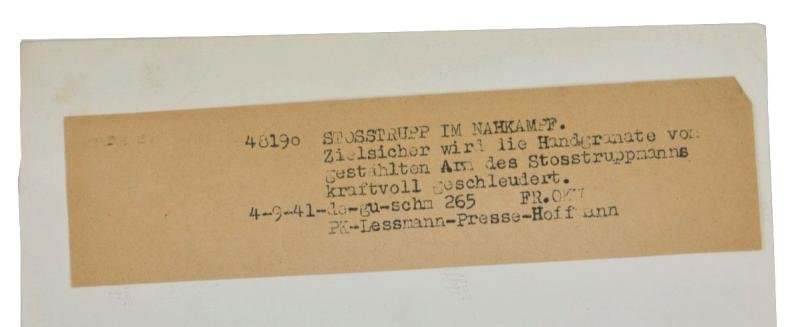 48190 STOSSTRUPP IM NAHKAMPF.
Zielsicher wird die Handgranate vom
gestählten Arm des Stosstruppmanns
kraftvoll geschleudert.
4-9-41-de-gu-schm 265 FR.OKW
PK-Lessmann-Presse-Hoffmann